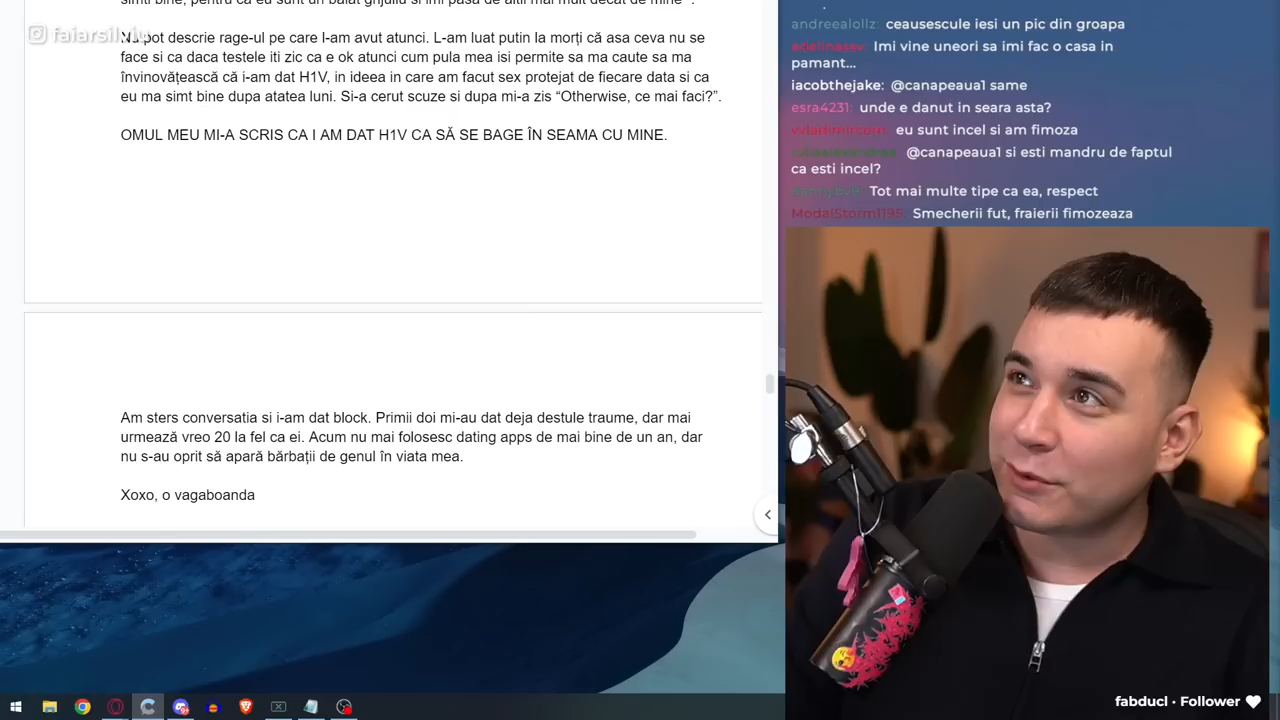 faiarsilviu
Nu pot descrie rage-ul pe care l-am avut atunci. L-am luat putin la morți că asa ceva nu se
face si ca daca testele iti zic ca e ok atunci cum pula mea isi permite sa ma caute sa ma
învinovățească că i-am dat H1V, in ideea in care am facut sex protejat de fiecare data si ca
eu ma simt bine dupa atatea luni. Si-a cerut scuze si dupa mi-a zis “Otherwise, ce mai faci?”.
OMUL MEU MI-A SCRIS CA I AM DAT H1V CA SĂ SE BAGE ÎN SEAMA CU MINE.
Am sters conversatia si i-am dat block. Primii doi mi-au dat deja destule traume, dar mai
urmează vreo 20 la fel ca ei. Acum nu mai folosesc dating apps de mai bine de un an, dar
nu s-au oprit să apară bărbații de genul în viata mea.
Xoxo, o vagaboanda
andreealollz: ceausescule iesi un pic din groapa
Imi vine uneori sa imi fac o casa in
pamant...
iacobthejake: @canapeaua1 same
esra4231: unde e danut in seara asta?
eu sunt incel si am fimoza
@canapeaua1 si esti mandru de faptul
ca esti incel?
Tot mai multe tipe ca ea, respect
ModalStorm1195: Smecherii fut, fraierii fimozeaza
fabducl · Follower